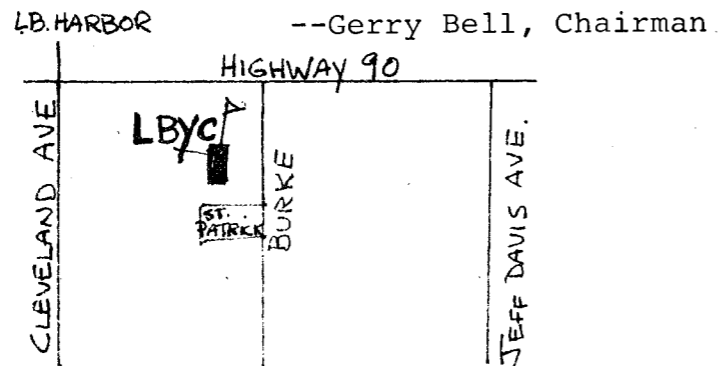 L.B. HARBOR
--Gerry Bell, Chairman
HIGHWAY 90
CLEVELAND AVE
LBYC
BURKE
ST.
PATRICK
JEFF DAVIS AVE.